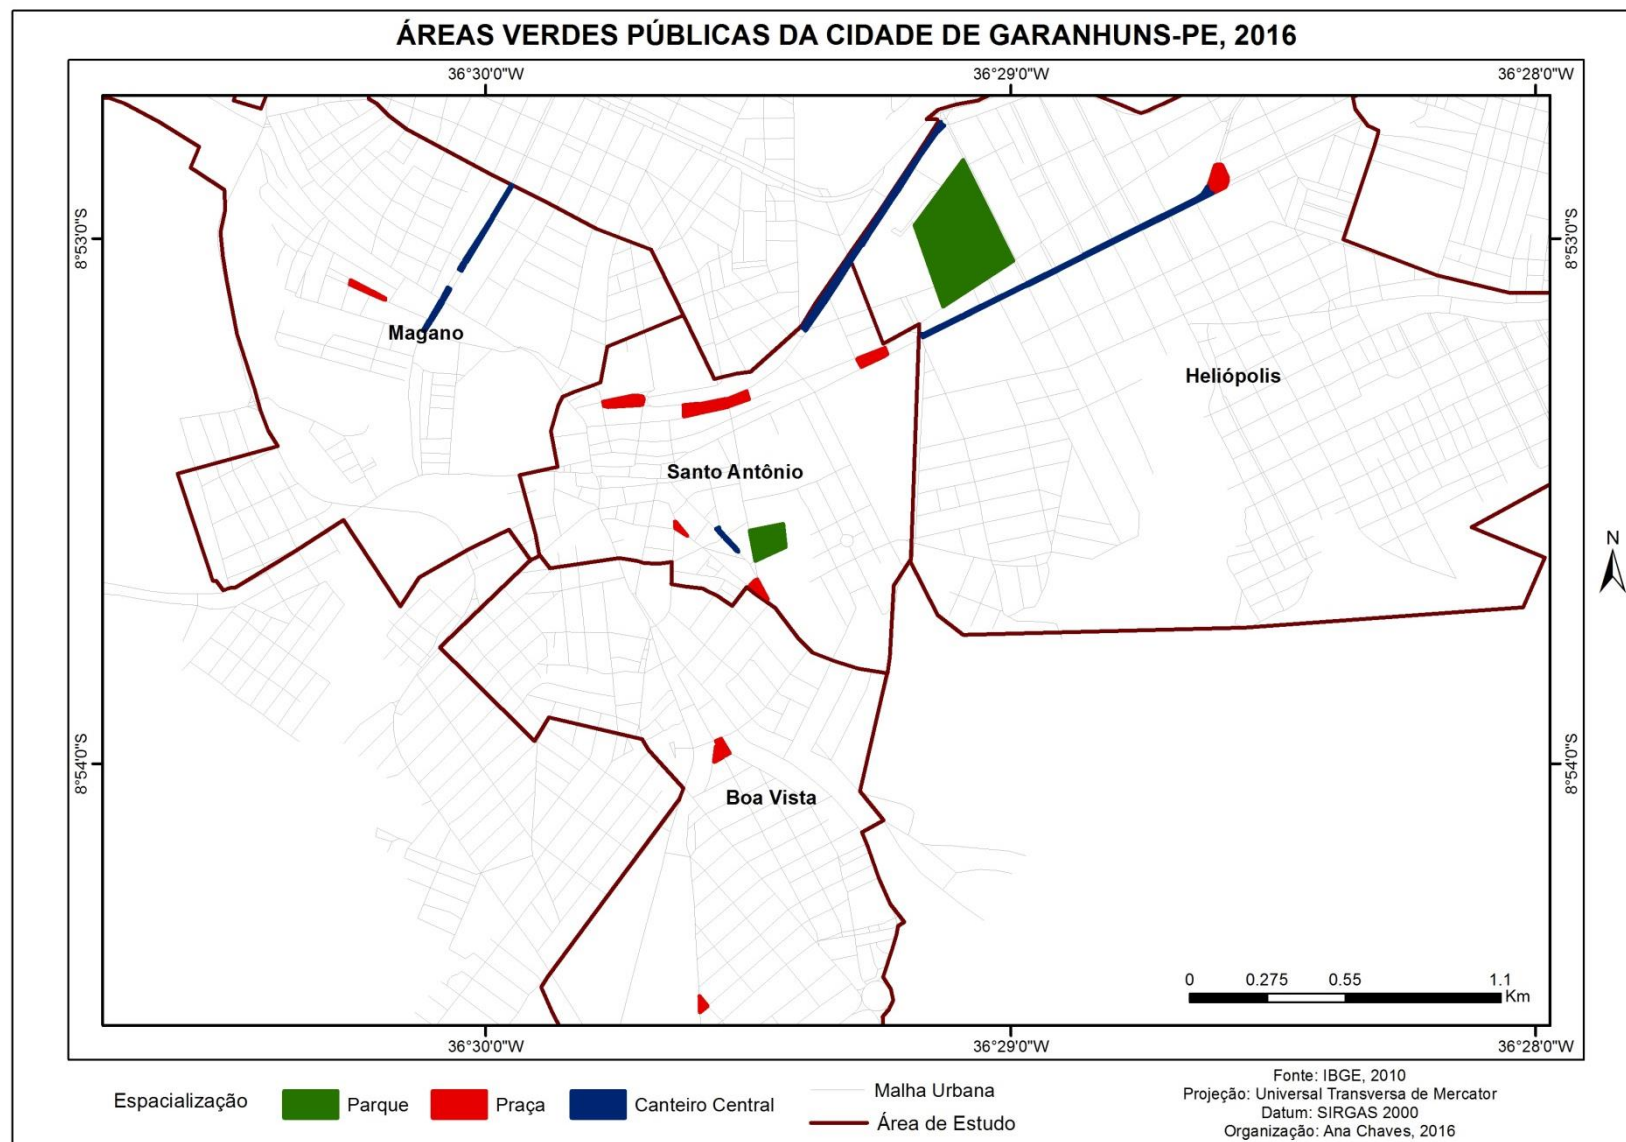 ÁREAS VERDES PÚBLICAS DA CIDADE DE GARANHUNS-PE, 2016
36°30'0"W 36°29'0"W 36°28'0"W
8°53'0"S 8°53'0"S
Magano
Heliópolis
Santo Antônio
8°54'0"S 8°54'0"S
Boa Vista
N
0 0.275 0.55 1.1
Km
36°30'0"W 36°29'0"W 36°28'0"W
Espacialização
Parque
Praça
Canteiro Central
Malha Urbana
Área de Estudo
Fonte: IBGE, 2010
Projeção: Universal Transversa de Mercator
Datum: SIRGAS 2000
Organização: Ana Chaves, 2016